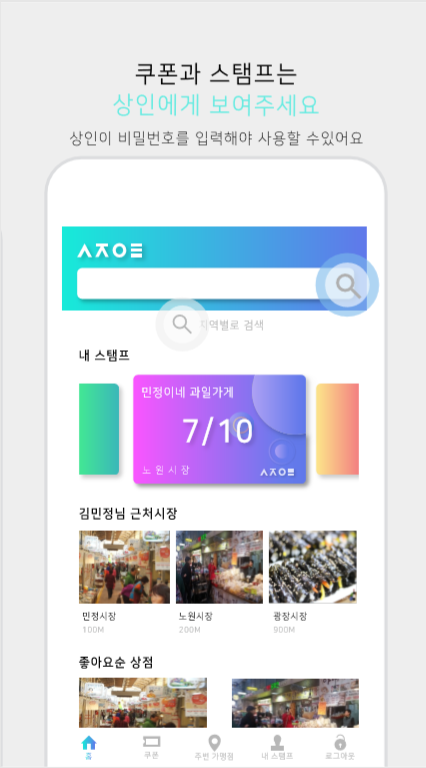 쿠폰과 스탬프는
상인에게 보여주세요
상인이 비밀번호를 입력해야 사용할 수있어요
지역별로 검색
내 스탬프
민정이네 과일가게
7/10
노원시장
김민정님 근처시장
민정시장
노원시장
광장시장
100M
200M
900M
좋아요순 상점
홈
쿠폰
주변 가맹점
내 스탬프
로그아웃